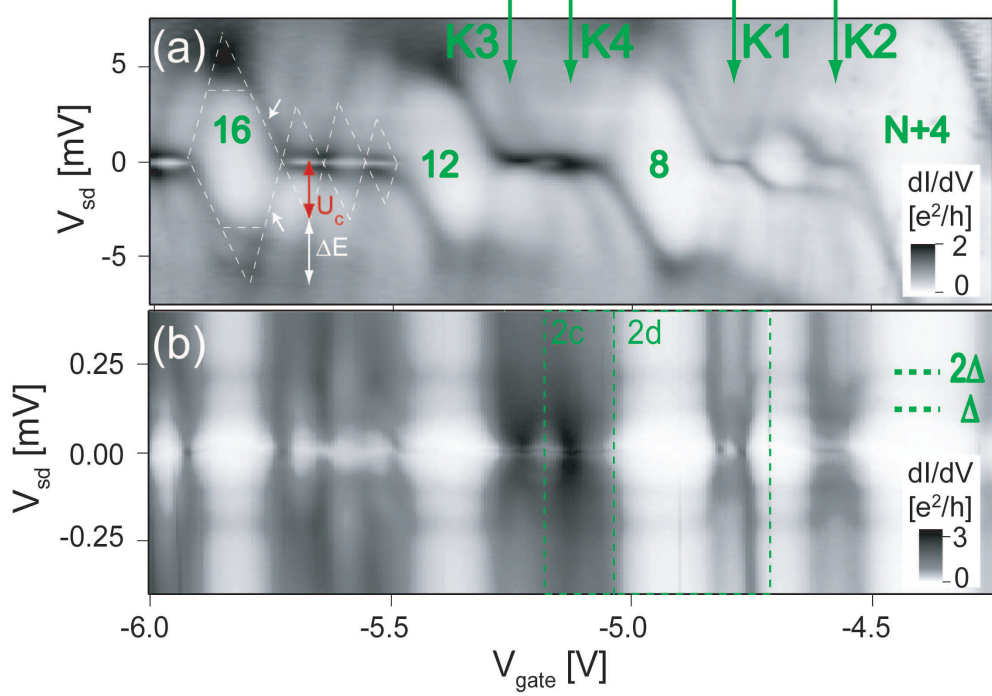 (a)
K3
K4
K1
K2
5
0
-5
V_sd [mV]
16
12
8
N+4
U_c
ΔE
dI/dV
[e²/h]
2
0
(b)
2c
2d
0.25
0.00
-0.25
V_sd [mV]
2Δ
Δ
dI/dV
[e²/h]
3
0
-6.0
-5.5
-5.0
-4.5
V_gate [V]